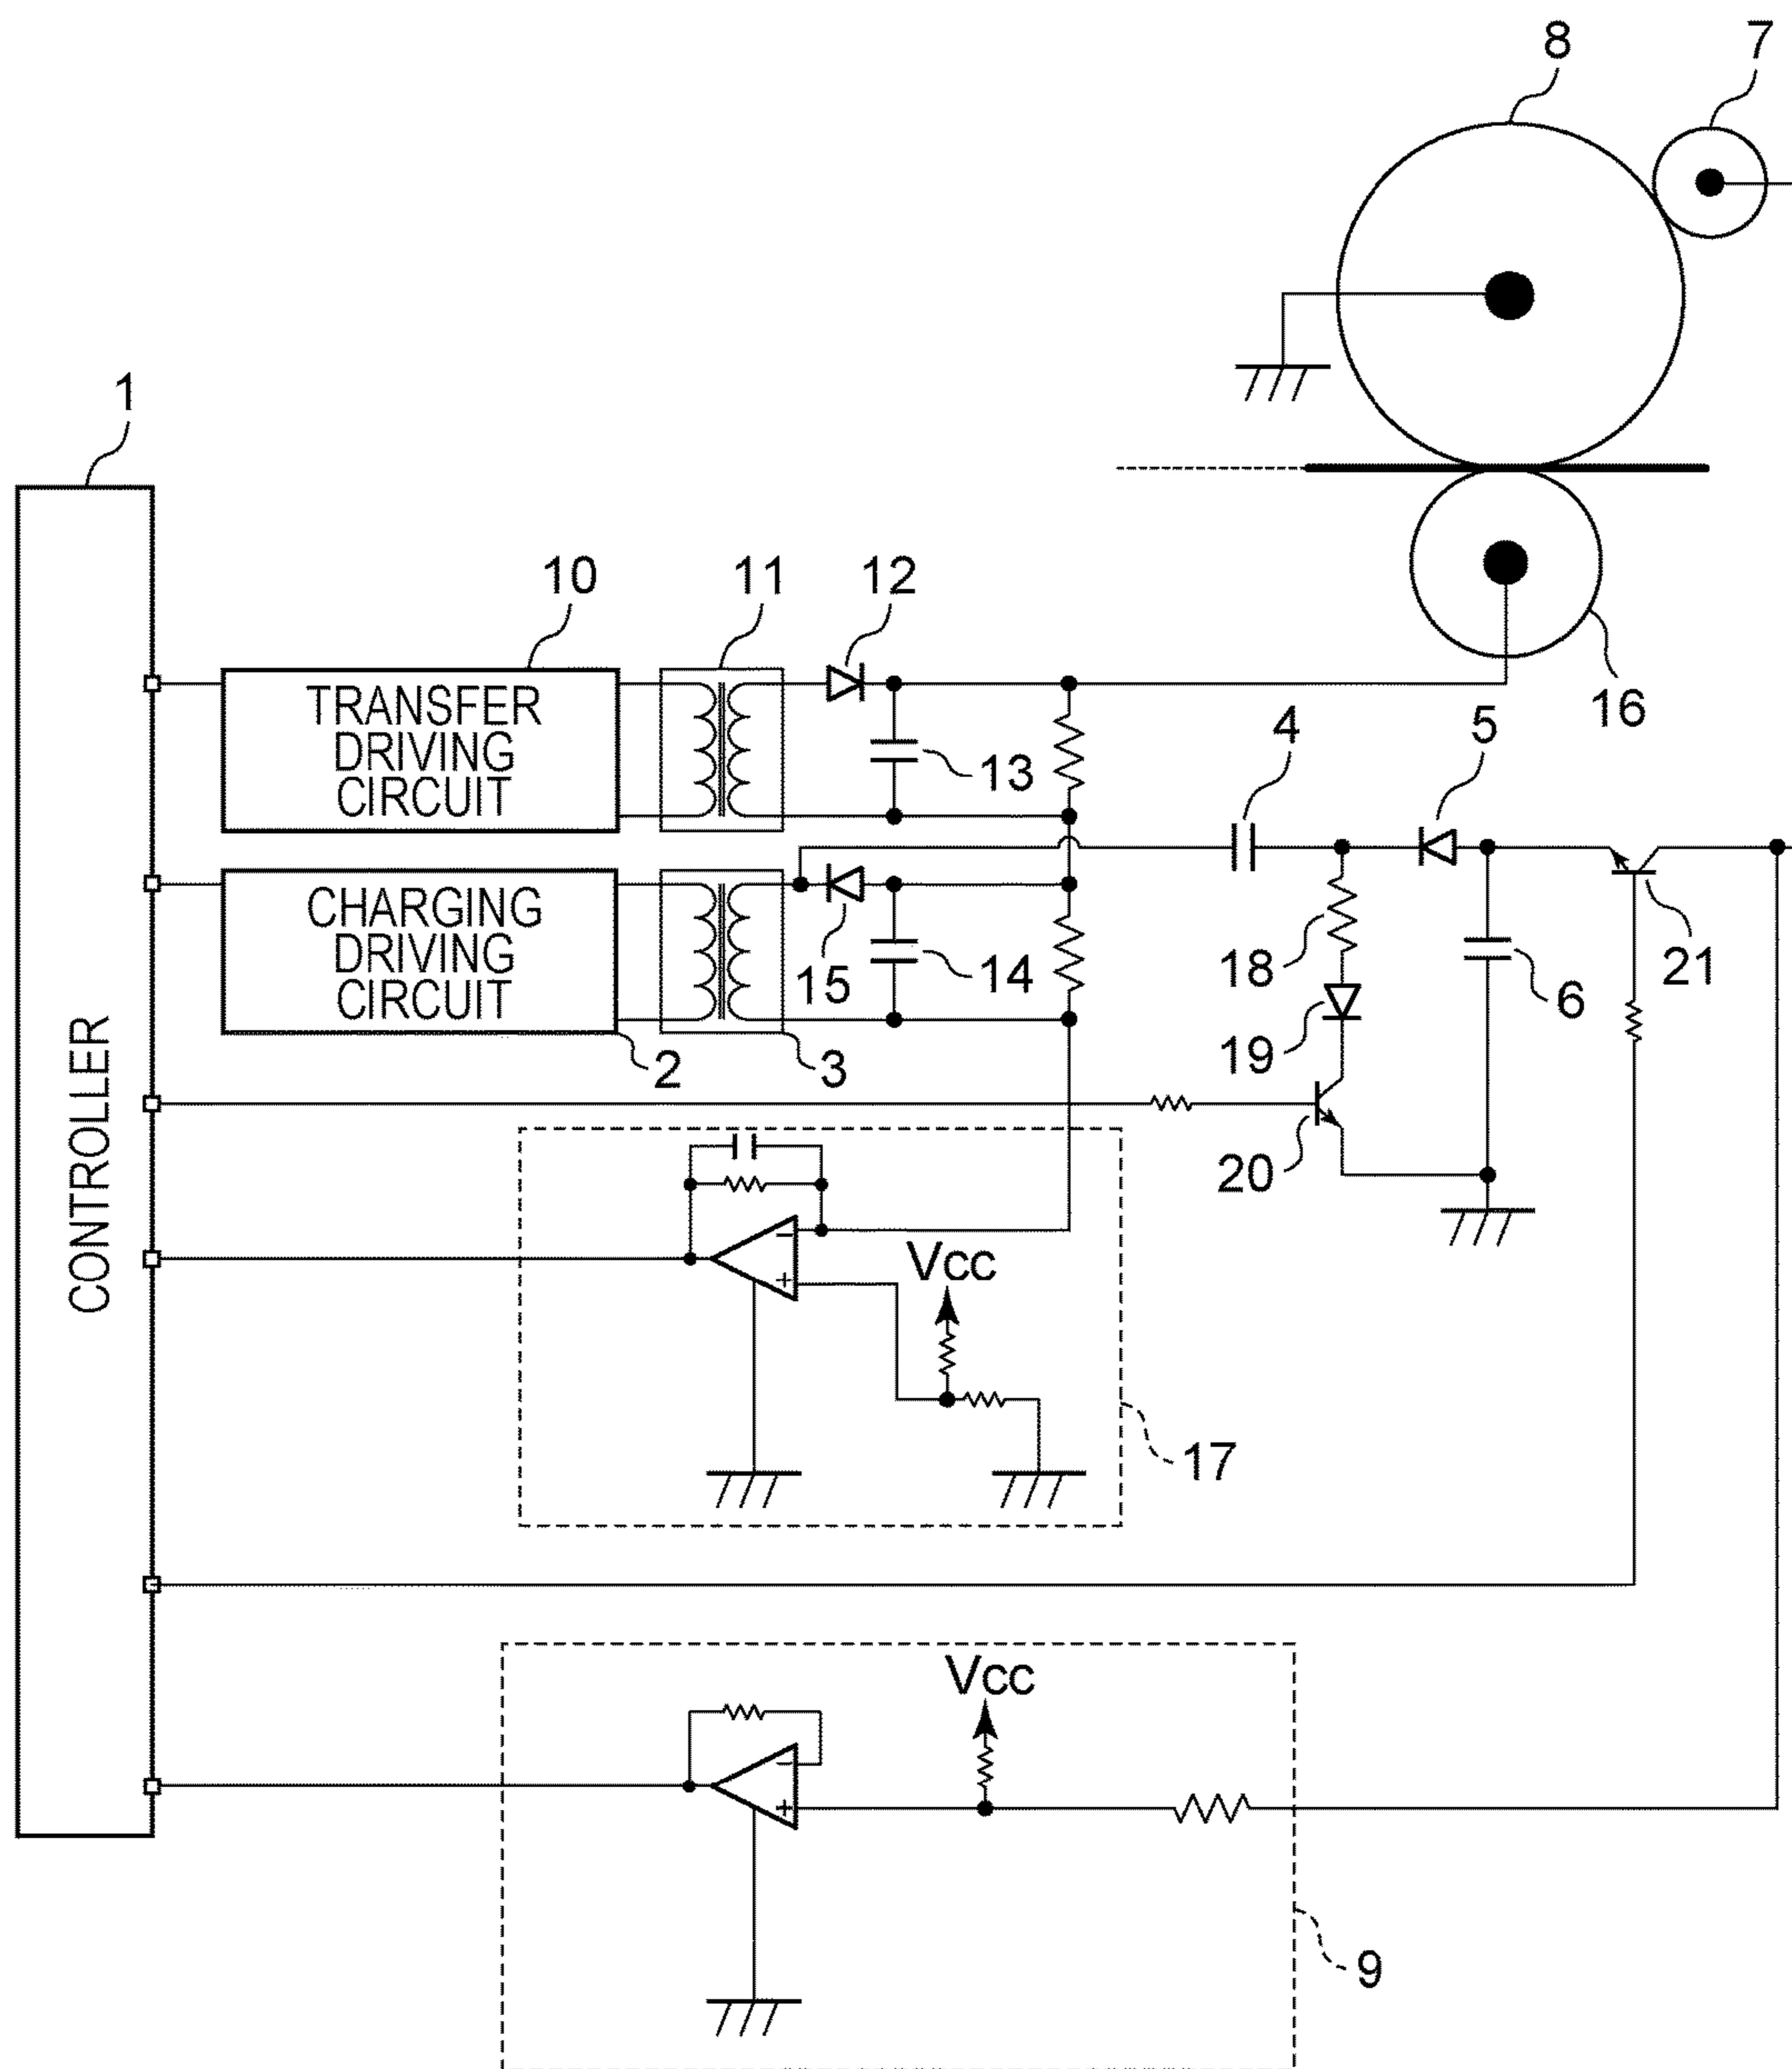 8
7
1
10
11
12
16
TRANSFER
DRIVING
CIRCUIT
4
5
13
CHARGING
DRIVING
CIRCUIT
15
14
18
6
21
2
3
19
CONTROLLER
20
VCC
17
VCC
9